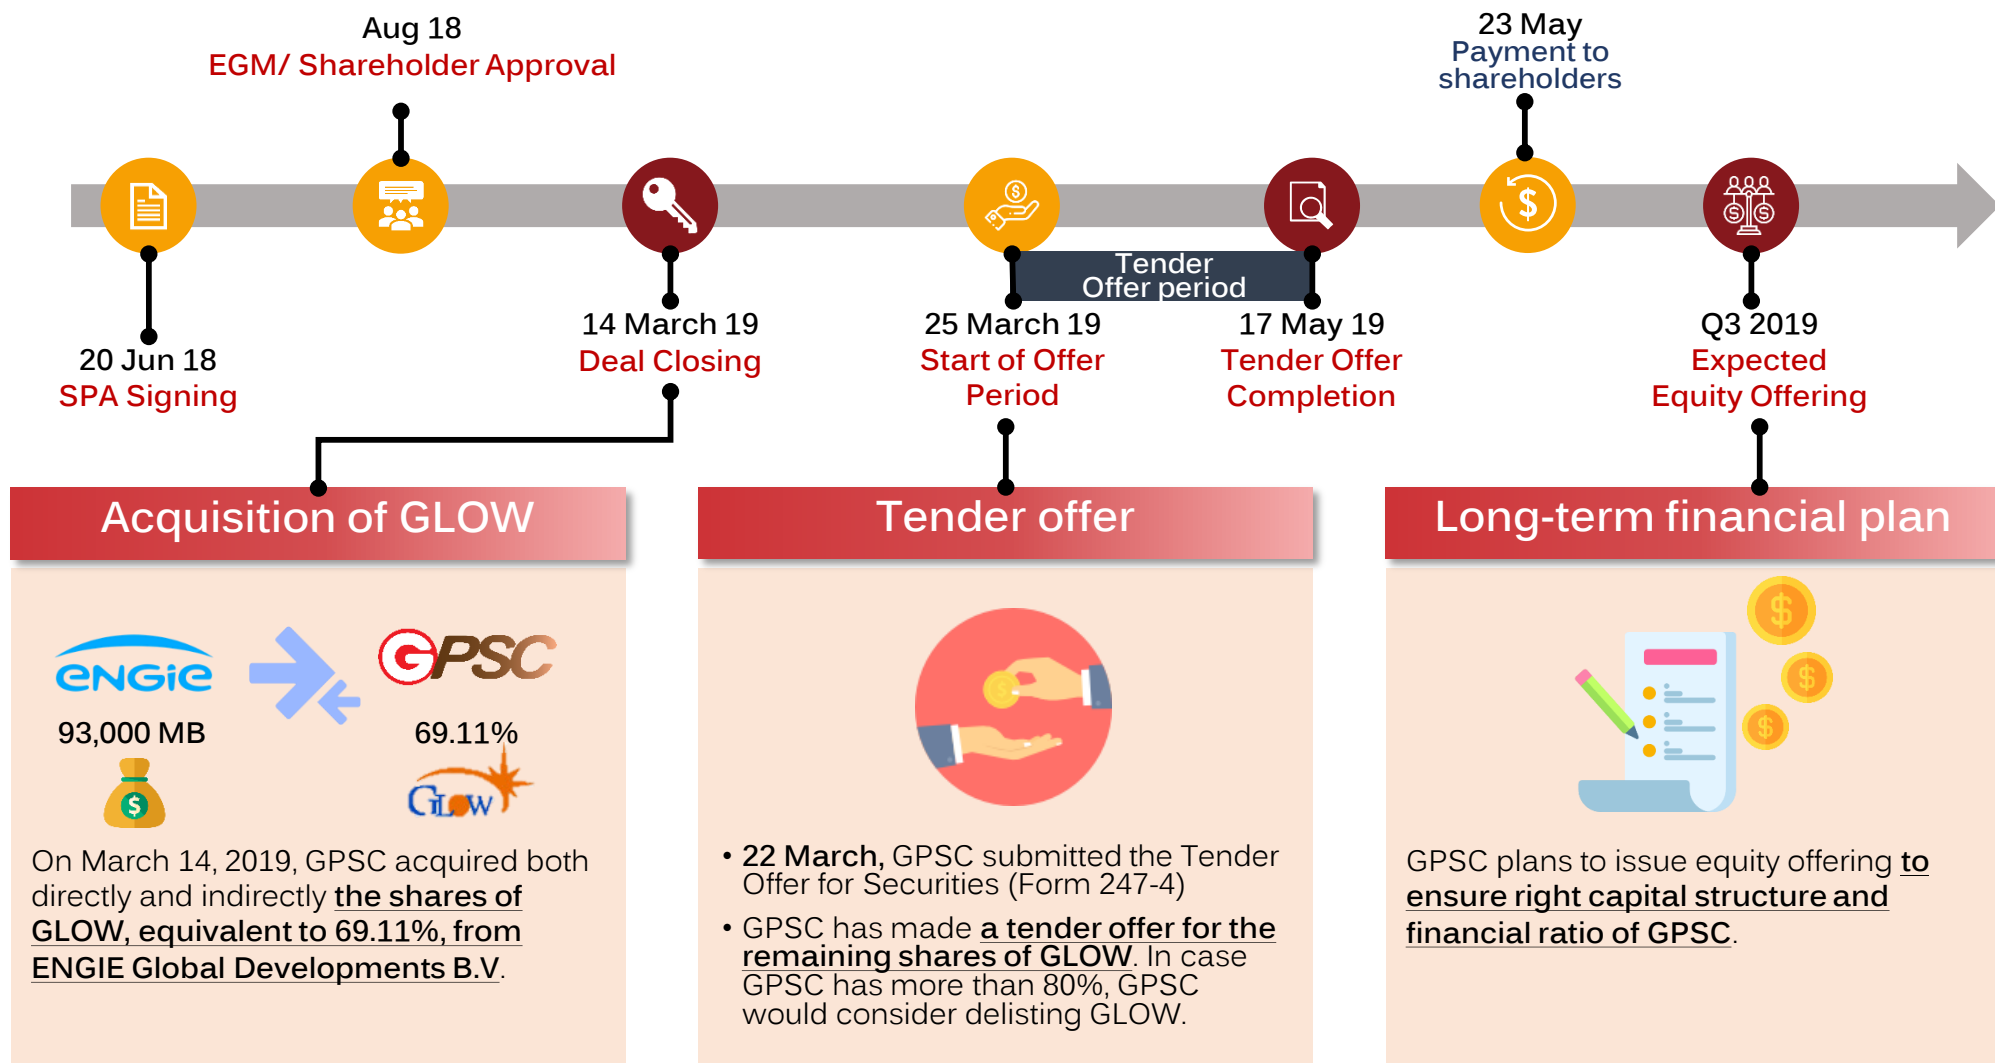 Aug 18
EGM/ Shareholder Approval
23 May
Payment to
shareholders
Tender
Offer period
20 Jun 18
SPA Signing
14 March 19
Deal Closing
25 March 19
Start of Offer
Period
17 May 19
Tender Offer
Completion
Q3 2019
Expected
Equity Offering
Acquisition of GLOW
ENGIE
GPSC
93,000 MB
69.11%
GLOW
On March 14, 2019, GPSC acquired both
directly and indirectly the shares of
GLOW, equivalent to 69.11%, from
ENGIE Global Developments B.V.
Tender offer
• 22 March, GPSC submitted the Tender
Offer for Securities (Form 247-4)
• GPSC has made a tender offer for the
remaining shares of GLOW. In case
GPSC has more than 80%, GPSC
would consider delisting GLOW.
Long-term financial plan
GPSC plans to issue equity offering to
ensure right capital structure and
financial ratio of GPSC.